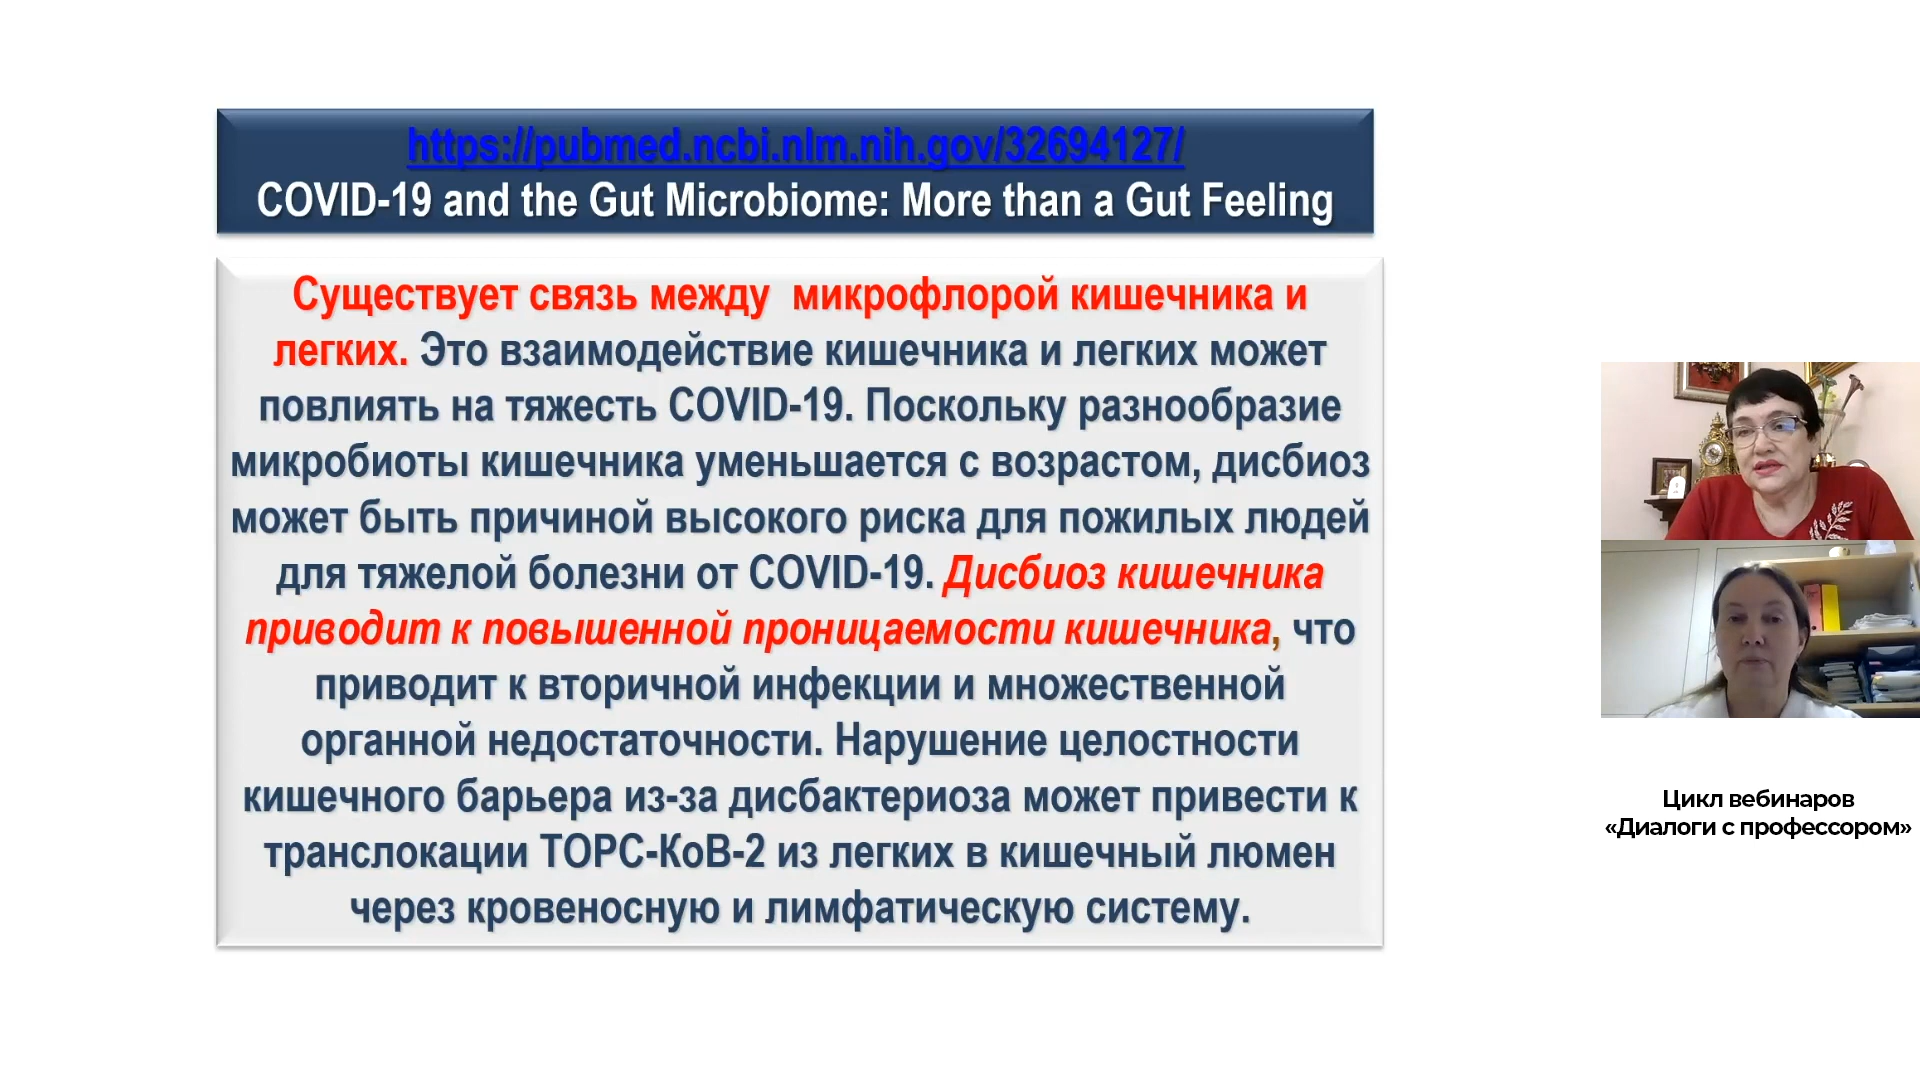 https://pubmed.ncbi.nlm.nih.gov/32694127/
COVID-19 and the Gut Microbiome: More than a Gut Feeling
Существует связь между микрофлорой кишечника и
легких. Это взаимодействие кишечника и легких может
повлиять на тяжесть COVID-19. Поскольку разнообразие
микробиоты кишечника уменьшается с возрастом, дисбиоз
может быть причиной высокого риска для пожилых людей
для тяжелой болезни от COVID-19. Дисбиоз кишечника
приводит к повышенной проницаемости кишечника, что
приводит к вторичной инфекции и множественной
органной недостаточности. Нарушение целостности
кишечного барьера из-за дисбактериоза может привести к
транслокации ТОРС-КоВ-2 из легких в кишечный люмен
через кровеносную и лимфатическую систему.
Цикл вебинаров
«Диалоги с профессором»